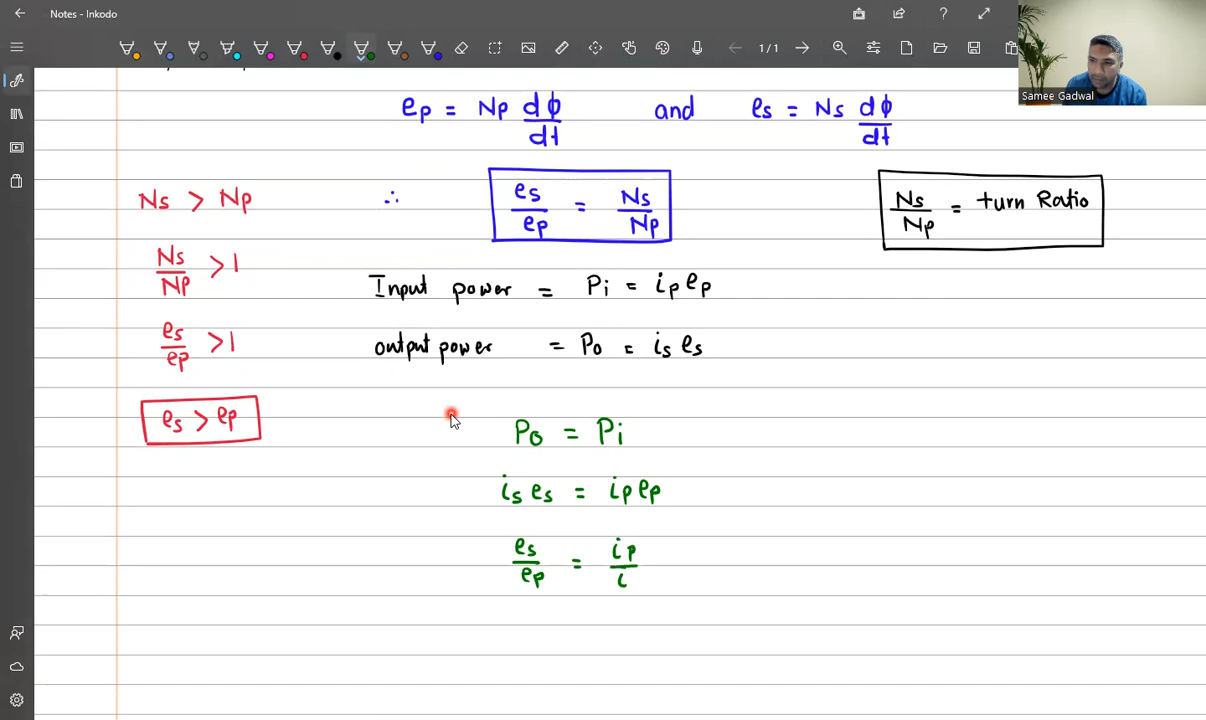 Notes - Inkodo
1/1
Samee Gadwal
ep = Np dφ/dt and es = Ns dφ/dt
Ns > Np
∴ es/ep = Ns/Np
Ns/Np = turn Ratio
Ns/Np > 1
Input power = Pi = ip ep
es/ep > 1
output power = Po = is es
es > ep
Po = Pi
is es = ip ep
es/ep = ip/i